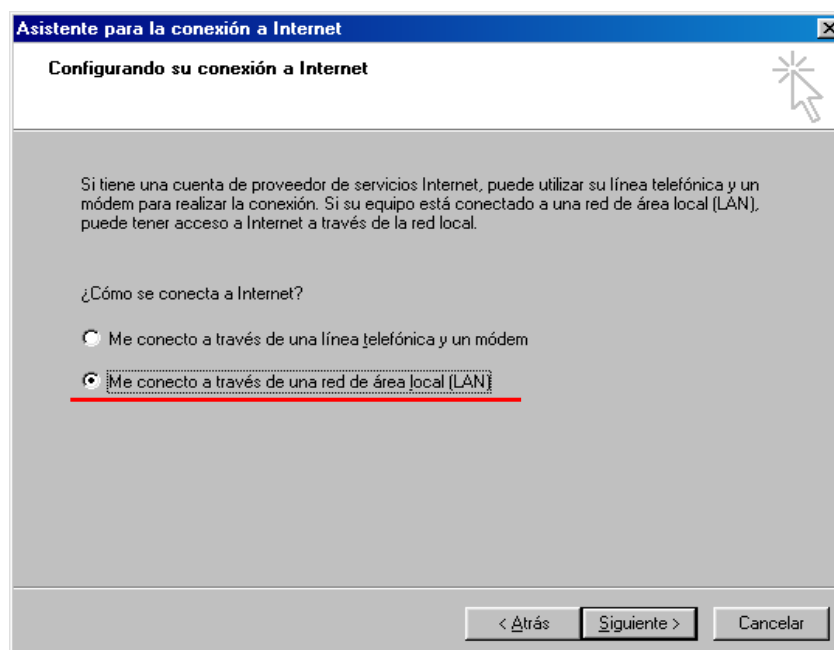 Asistente para la conexión a Internet
Configurando su conexión a Internet
Si tiene una cuenta de proveedor de servicios Internet, puede utilizar su línea telefónica y un
módem para realizar la conexión. Si su equipo está conectado a una red de área local (LAN),
puede tener acceso a Internet a través de la red local.
¿Cómo se conecta a Internet?
Me conecto a través de una línea telefónica y un módem
Me conecto a través de una red de área local (LAN)
< Atrás Siguiente > Cancelar